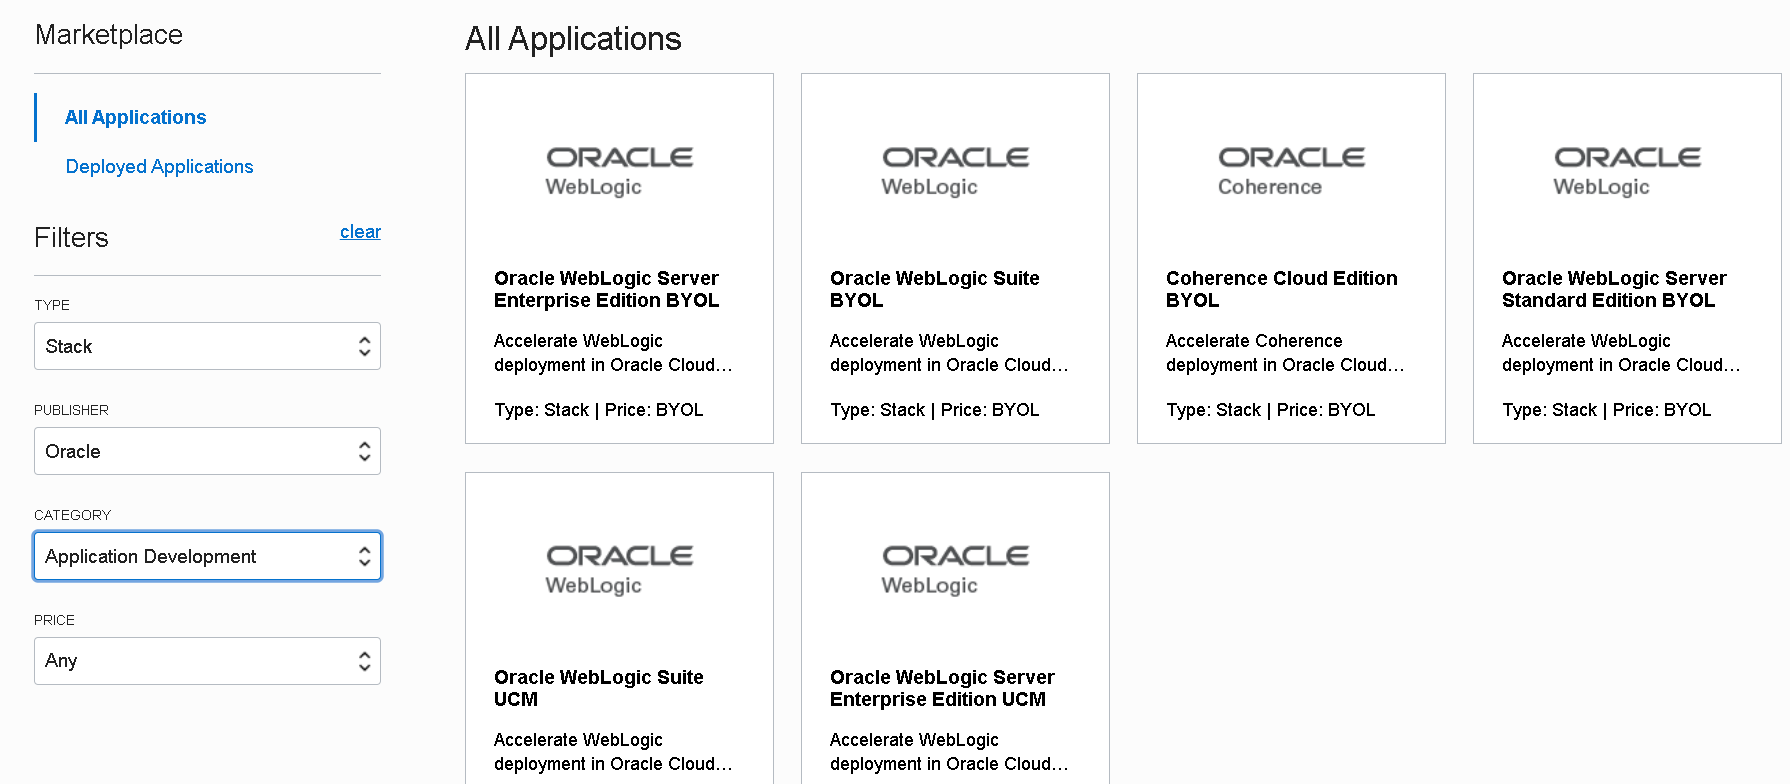 Marketplace
All Applications
Deployed Applications
Filters
clear
TYPE
Stack
PUBLISHER
Oracle
CATEGORY
Application Development
PRICE
Any
All Applications
ORACLE
WebLogic
Oracle WebLogic Server
Enterprise Edition BYOL
Accelerate WebLogic
deployment in Oracle Cloud…
Type: Stack | Price: BYOL
ORACLE
WebLogic
Oracle WebLogic Suite
BYOL
Accelerate WebLogic
deployment in Oracle Cloud…
Type: Stack | Price: BYOL
ORACLE
Coherence
Coherence Cloud Edition
BYOL
Accelerate Coherence
deployment in Oracle Cloud…
Type: Stack | Price: BYOL
ORACLE
WebLogic
Oracle WebLogic Server
Standard Edition BYOL
Accelerate WebLogic
deployment in Oracle Cloud…
Type: Stack | Price: BYOL
ORACLE
WebLogic
Oracle WebLogic Suite
UCM
Accelerate WebLogic
deployment in Oracle Cloud…
ORACLE
WebLogic
Oracle WebLogic Server
Enterprise Edition UCM
Accelerate WebLogic
deployment in Oracle Cloud…